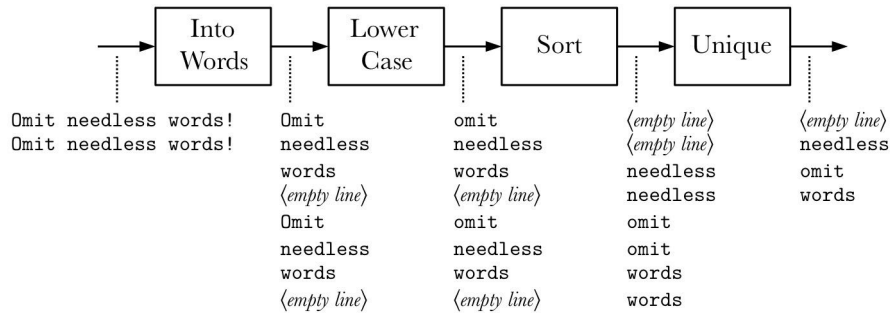 Into
Words
Lower
Case
Sort
Unique
Omit needless words!
Omit needless words!
Omit
needless
words
⟨empty line⟩
Omit
needless
words
⟨empty line⟩
omit
needless
words
⟨empty line⟩
omit
needless
words
⟨empty line⟩
⟨empty line⟩
⟨empty line⟩
needless
needless
omit
omit
words
words
⟨empty line⟩
needless
omit
words